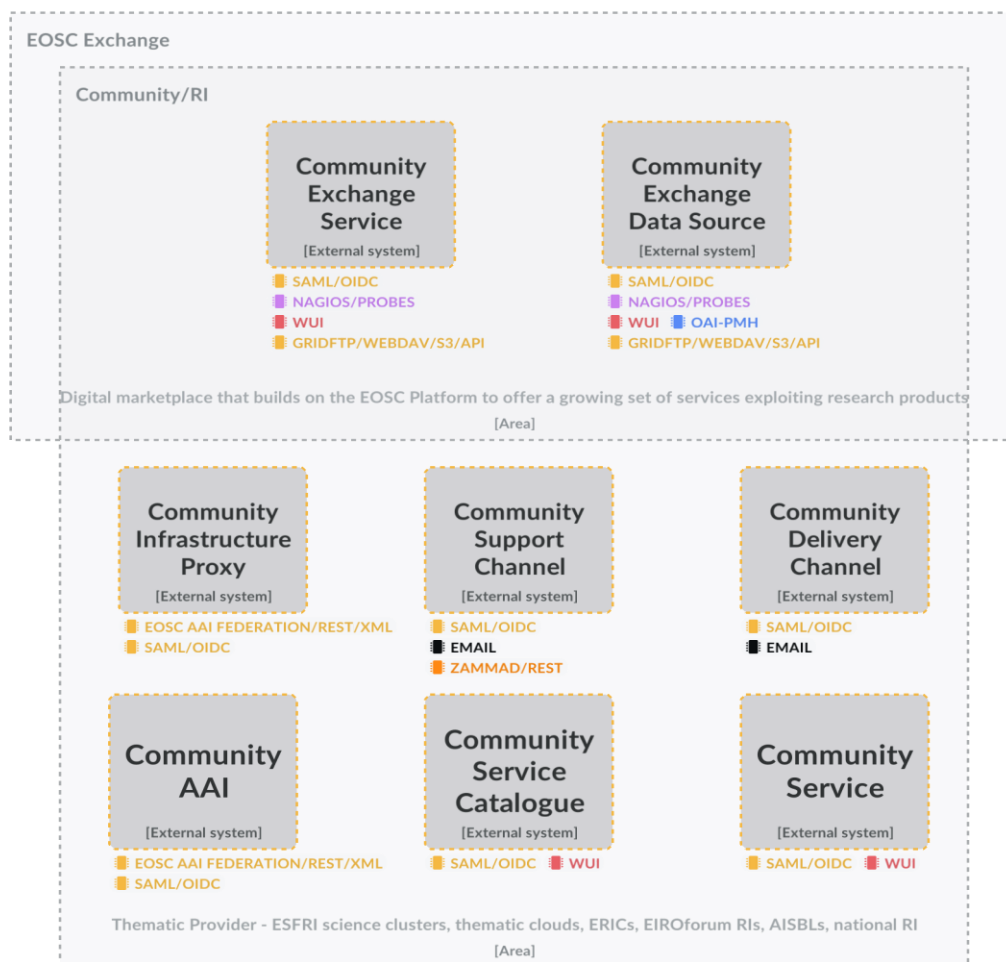 EOSC Exchange
Community/RI
Community
Exchange
Service
[External system]
SAML/OIDC
NAGIOS/PROBES
WUI
GRIDFTP/WEBDAV/S3/API
Community
Exchange
Data Source
[External system]
SAML/OIDC
NAGIOS/PROBES
WUI OAI-PMH
GRIDFTP/WEBDAV/S3/API
Digital marketplace that builds on the EOSC Platform to offer a growing set of services exploiting research products
[Area]
Community
Infrastructure
Proxy
[External system]
EOSC AAI FEDERATION/REST/XML
SAML/OIDC
Community
Support
Channel
[External system]
SAML/OIDC
EMAIL
ZAMMAD/REST
Community
Delivery
Channel
[External system]
SAML/OIDC
EMAIL
Community
AAI
[External system]
EOSC AAI FEDERATION/REST/XML
SAML/OIDC
Community
Service
Catalogue
[External system]
SAML/OIDC WUI
Community
Service
[External system]
SAML/OIDC WUI
Thematic Provider - ESFRI science clusters, thematic clouds, ERICs, EIROforum RIs, AISBLs, national RI
[Area]